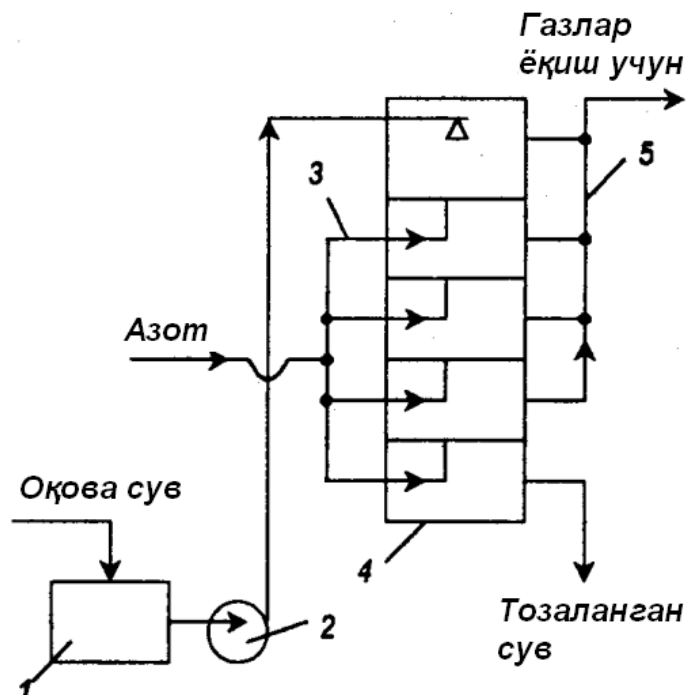 Газлар
ёқиш учун
3
5
Азот
Оқова сув
4
2
Тозаланган
сув
1